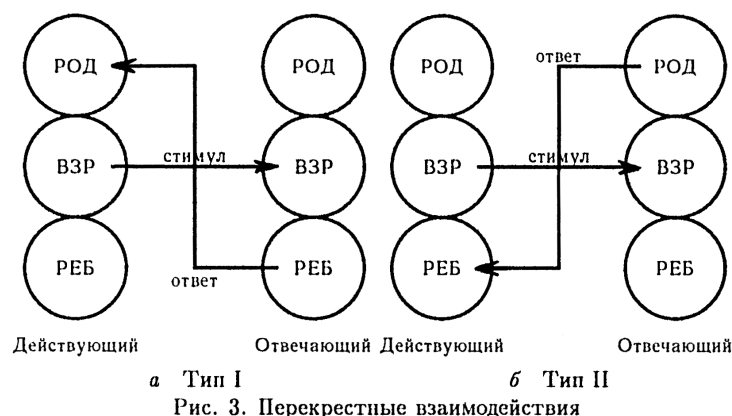 РОД РОД РОД ответ РОД
ВЗР стимул ВЗР ВЗР стимул ВЗР
РЕБ ответ РЕБ РЕБ РЕБ
Действующий Отвечающий Действующий Отвечающий
а Тип I б Тип II
Рис. 3. Перекрестные взаимодействия